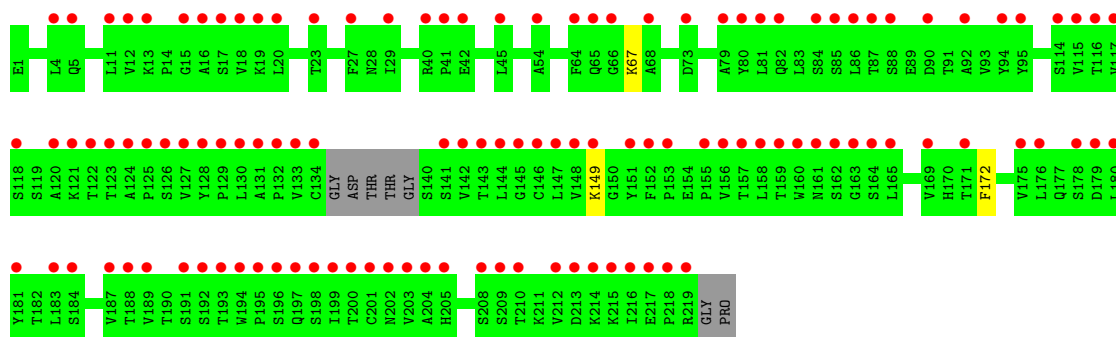 E1 L4 Q5 L11 V12 K13 P14 G15 A16 S17 V18 K19 L20 T23 F27 N28 I29 R40 P41 E42 L45 A54 F64 Q65 G66 K67 A68 D73 A79 Y80 L81 Q82 L83 S84 S85 L86 T87 S88 E89 D90 T91 A92 V93 Y94 Y95 S114 V115 T116 V117
S118 S119 A120 K121 T122 T123 A124 P125 S126 V127 Y128 P129 L130 A131 P132 V133 C134 GLY ASP THR THR GLY S140 S141 V142 T143 L144 G145 C146 L147 V148 K149 G150 Y151 F152 P153 E154 P155 V156 T157 L158 T159 W160 N161 S162 G163 S164 L165 V169 H170 T171 F172 V175 L176 Q177 S178 D179 L180
Y181 T182 L183 S184 V187 T188 V189 T190 S191 S192 T193 W194 P195 S196 Q197 S198 I199 T200 C201 N202 V203 A204 H205 S208 S209 T210 K211 V212 D213 K214 K215 I216 E217 P218 R219 GLY PRO